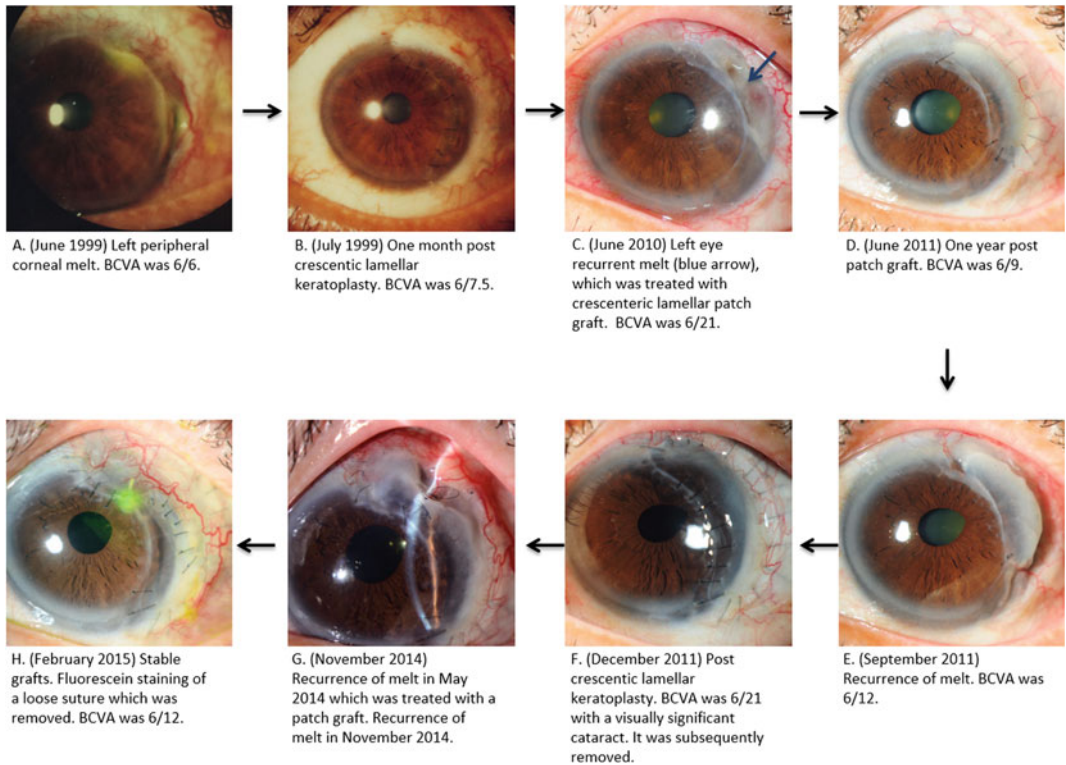 A. (June 1999) Left peripheral
corneal melt. BCVA was 6/6.
B. (July 1999) One month post
crescentic lamellar
keratoplasty. BCVA was 6/7.5.
C. (June 2010) Left eye
recurrent melt (blue arrow),
which was treated with
crescenteric lamellar patch
graft.  BCVA was 6/21.
D. (June 2011) One year post
patch graft. BCVA was 6/9.
E. (September 2011)
Recurrence of melt. BCVA was
6/12.
F. (December 2011) Post
crescentic lamellar
keratoplasty. BCVA was 6/21
with a visually significant
cataract. It was subsequently
removed.
G. (November 2014)
Recurrence of melt in May
2014 which was treated with a
patch graft. Recurrence of
melt in November 2014.
H. (February 2015) Stable
grafts. Fluorescein staining of
a loose suture which was
removed. BCVA was 6/12.